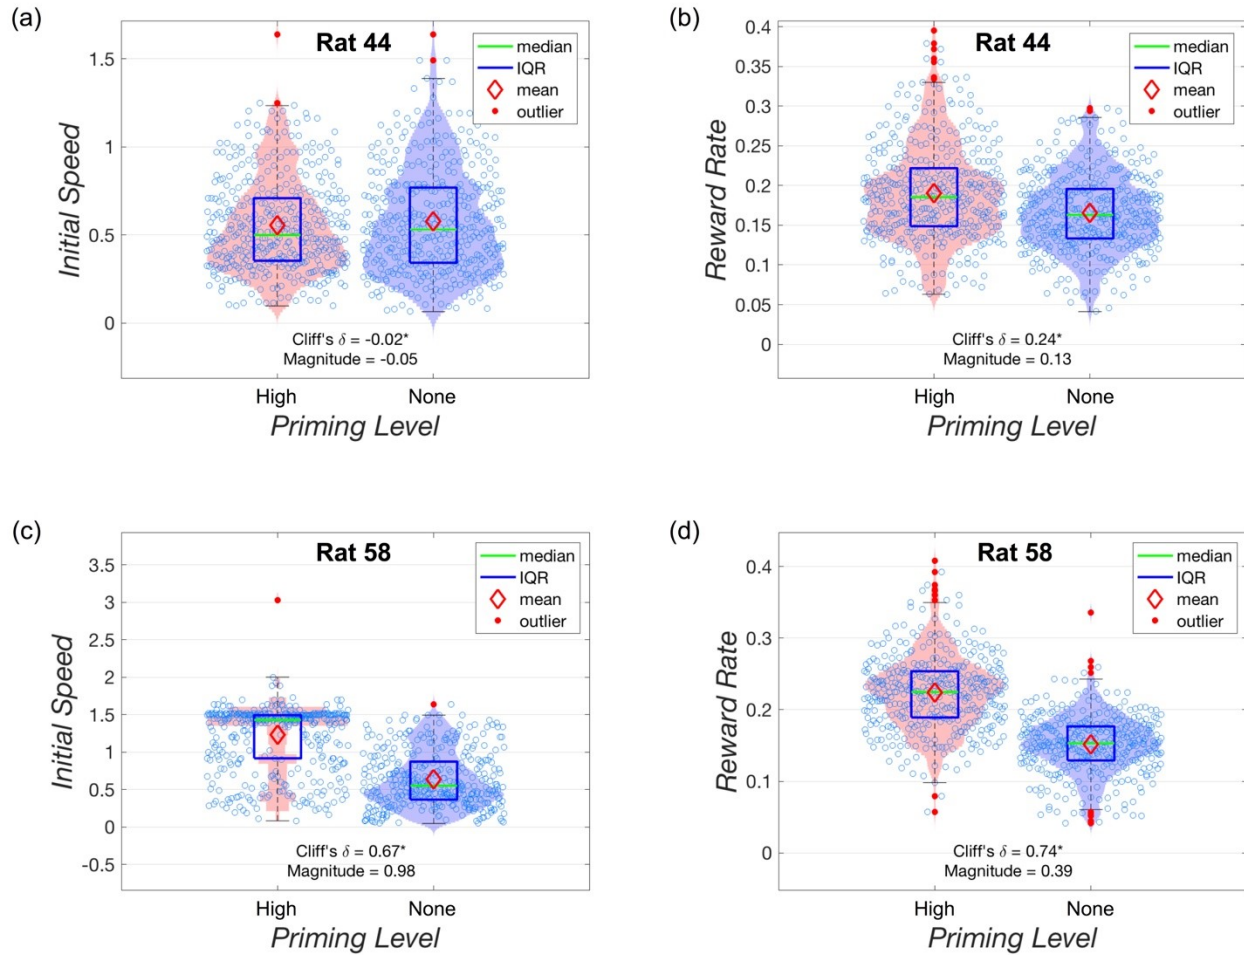 (a)
Rat 44
median
IQR
mean
outlier
1.5
1
0.5
0
Initial Speed
Cliff's δ = -0.02*
Magnitude = -0.05
High
None
Priming Level
(b)
Rat 44
median
IQR
mean
outlier
0.4
0.35
0.3
0.25
0.2
0.15
0.1
0.05
0
Reward Rate
Cliff's δ = 0.24*
Magnitude = 0.13
High
None
Priming Level
(c)
Rat 58
median
IQR
mean
outlier
3.5
3
2.5
2
1.5
1
0.5
0
-0.5
Initial Speed
Cliff's δ = 0.67*
Magnitude = 0.98
High
None
Priming Level
(d)
Rat 58
median
IQR
mean
outlier
0.4
0.3
0.2
0.1
0
Reward Rate
Cliff's δ = 0.74*
Magnitude = 0.39
High
None
Priming Level